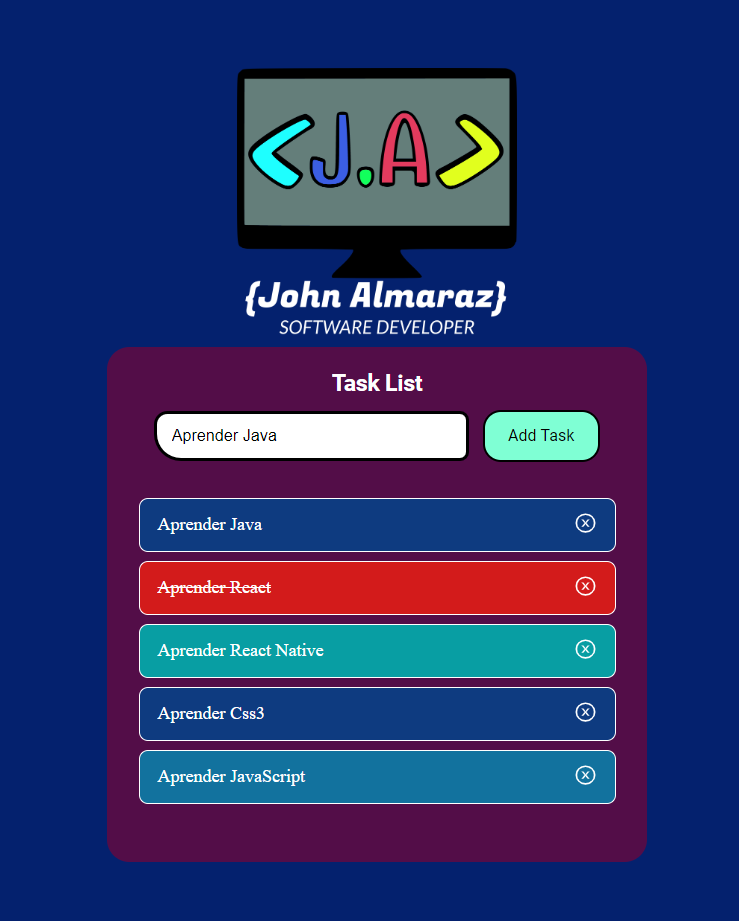 <J.A>
{John Almaraz}
SOFTWARE DEVELOPER
Task List
Aprender Java
Add Task
Aprender Java
Aprender React
Aprender React Native
Aprender Css3
Aprender JavaScript